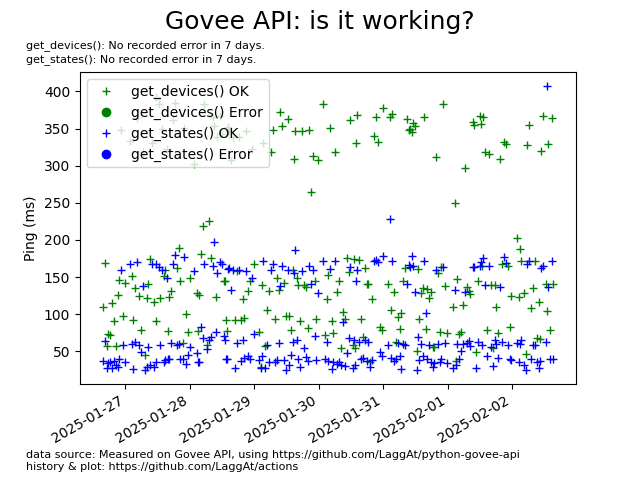 Govee API: is it working?
get_devices(): No recorded error in 7 days.
get_states(): No recorded error in 7 days.
get_devices() OK
get_devices() Error
get_states() OK
get_states() Error
Ping (ms)
400
350
300
250
200
150
100
50
2025-01-27
2025-01-28
2025-01-29
2025-01-30
2025-01-31
2025-02-01
2025-02-02
data source: Measured on Govee API, using https://github.com/LaggAt/python-govee-api
history & plot: https://github.com/LaggAt/actions